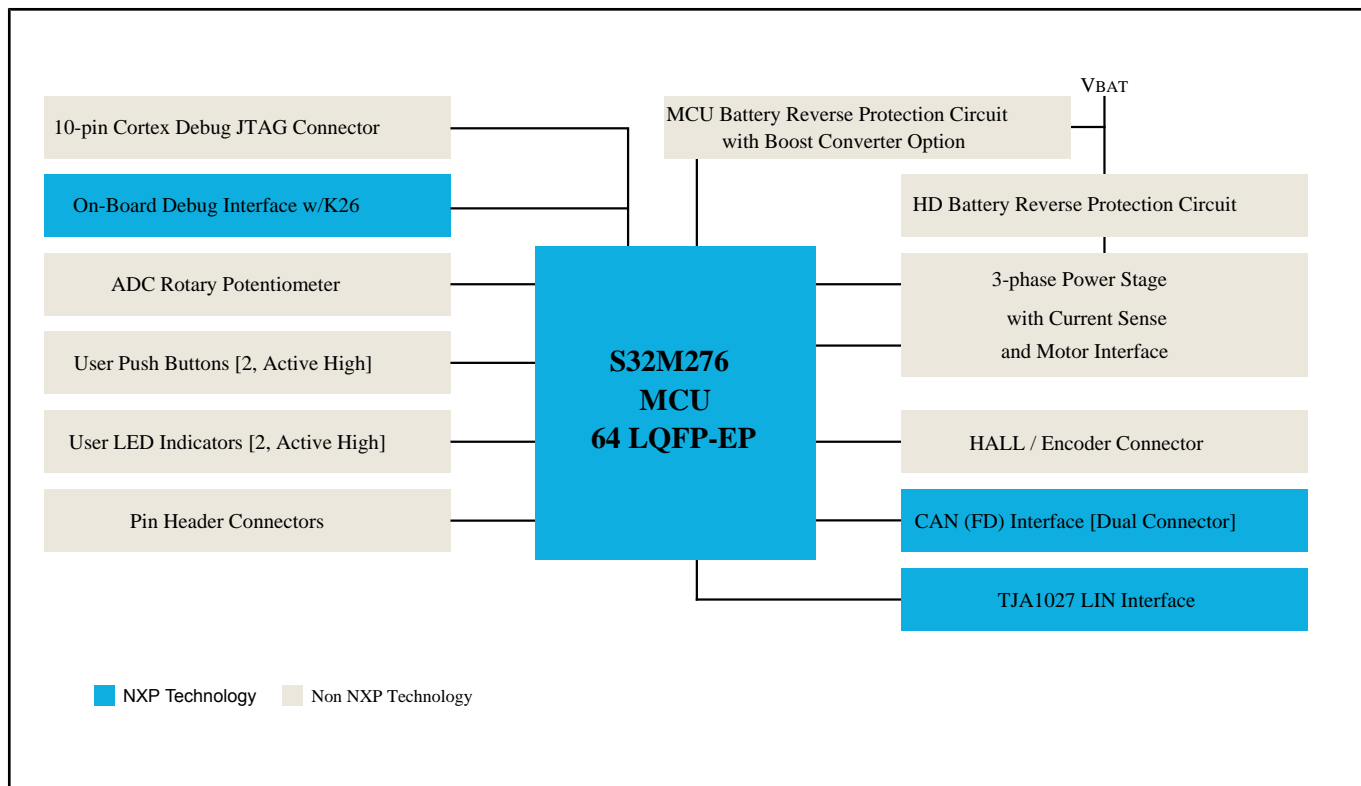 VBAT
10-pin Cortex Debug JTAG Connector
MCU Battery Reverse Protection Circuit
with Boost Converter Option
On-Board Debug Interface w/K26
HD Battery Reverse Protection Circuit
ADC Rotary Potentiometer
3-phase Power Stage
with Current Sense
and Motor Interface
User Push Buttons [2, Active High]
S32M276
MCU
64 LQFP-EP
User LED Indicators [2, Active High]
HALL / Encoder Connector
Pin Header Connectors
CAN (FD) Interface [Dual Connector]
TJA1027 LIN Interface
NXP Technology
Non NXP Technology